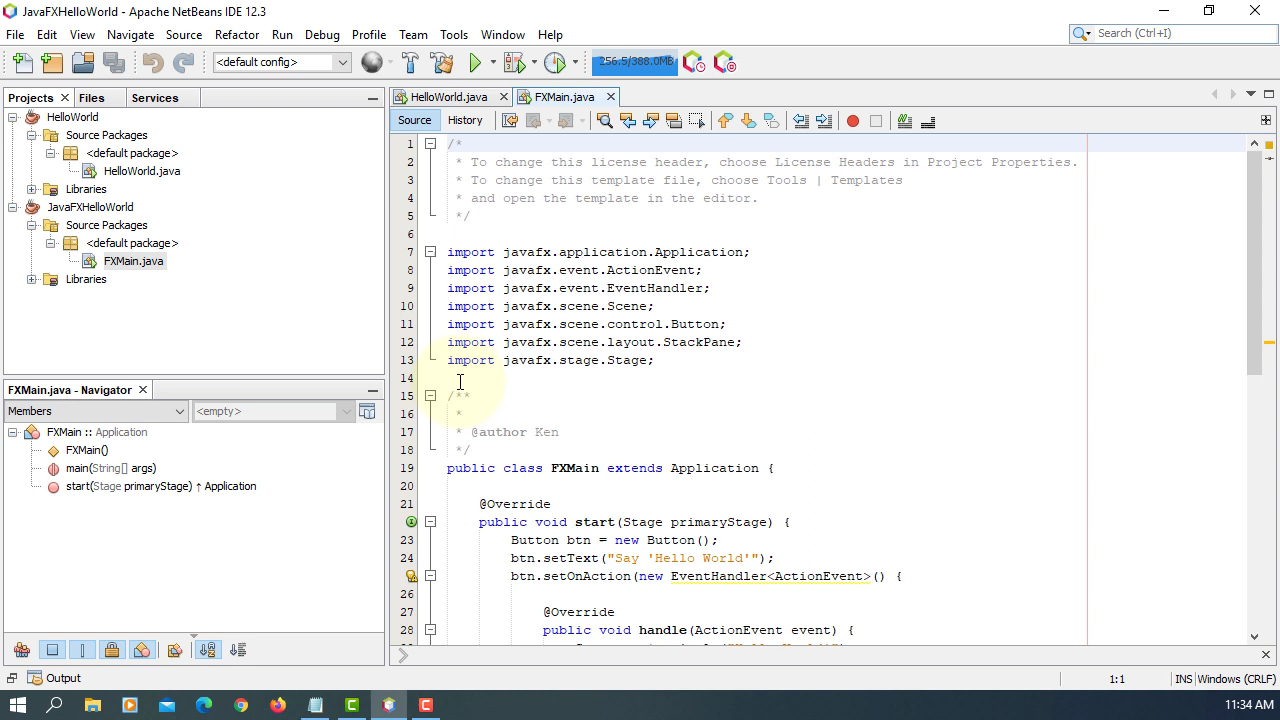 JavaFXHelloWorld - Apache NetBeans IDE 12.3
File Edit View Navigate Source Refactor Run Debug Profile Team Tools Window Help
Search (Ctrl+I)
<default config>
256.5/388.0MB
Projects Files Services
HelloWorld
Source Packages
<default package>
HelloWorld.java
Libraries
JavaFXHelloWorld
Source Packages
<default package>
FXMain.java
Libraries
FXMain.java - Navigator
Members <empty>
FXMain :: Application
FXMain()
main(String[] args)
start(Stage primaryStage) ↑ Application
Output
HelloWorld.java FXMain.java
Source History
1 /*
2 * To change this license header, choose License Headers in Project Properties.
3 * To change this template file, choose Tools | Templates
4 * and open the template in the editor.
5 */
6
7 import javafx.application.Application;
8 import javafx.event.ActionEvent;
9 import javafx.event.EventHandler;
10 import javafx.scene.Scene;
11 import javafx.scene.control.Button;
12 import javafx.scene.layout.StackPane;
13 import javafx.stage.Stage;
14
15 /**
16 *
17 * @author Ken
18 */
19 public class FXMain extends Application {
20
21 @Override
public void start(Stage primaryStage) {
23 Button btn = new Button();
24 btn.setText("Say 'Hello World'");
btn.setOnAction(new EventHandler<ActionEvent>() {
26
27 @Override
28 public void handle(ActionEvent event) {
1:1 INS Windows (CRLF)
11:34 AM